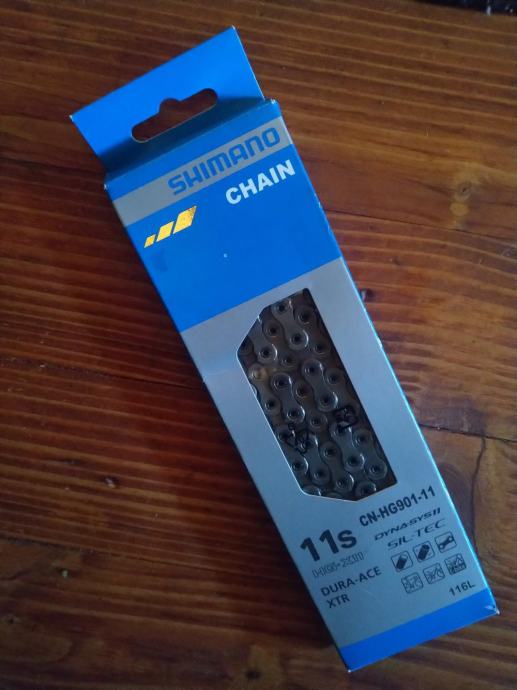 SHIMANO
CHAIN
CN-HG901-11
11s
DYNASYS11
HG-X11
SIL-TEC
DURA-ACE
XTR
116L